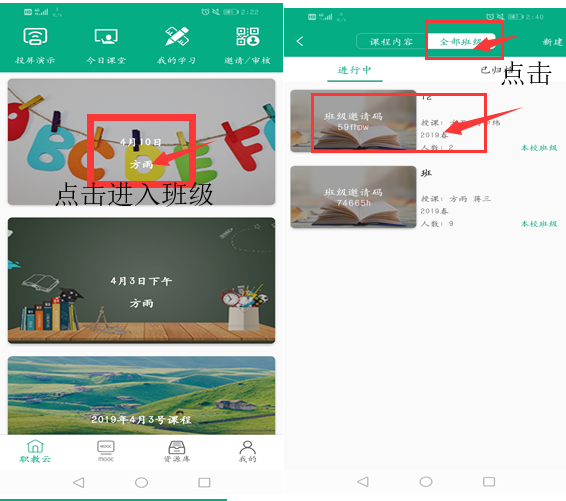 2:22
投屏演示
今日课堂
我的学习
邀请/审核
4月10日
方雨
点击进入班级
4月3日下午
方雨
2019年4月3号课程
职教云
mooc
资源库
我的
2:40
课程内容
全部班级
新建
进行中
已归
点击
班级邀请码
59fhpw
12
授课:
玮
2019春
人数: 2
本校班级
班级邀请码
74665h
班
授课: 方雨 蒋三
2019春
人数: 9
本校班级